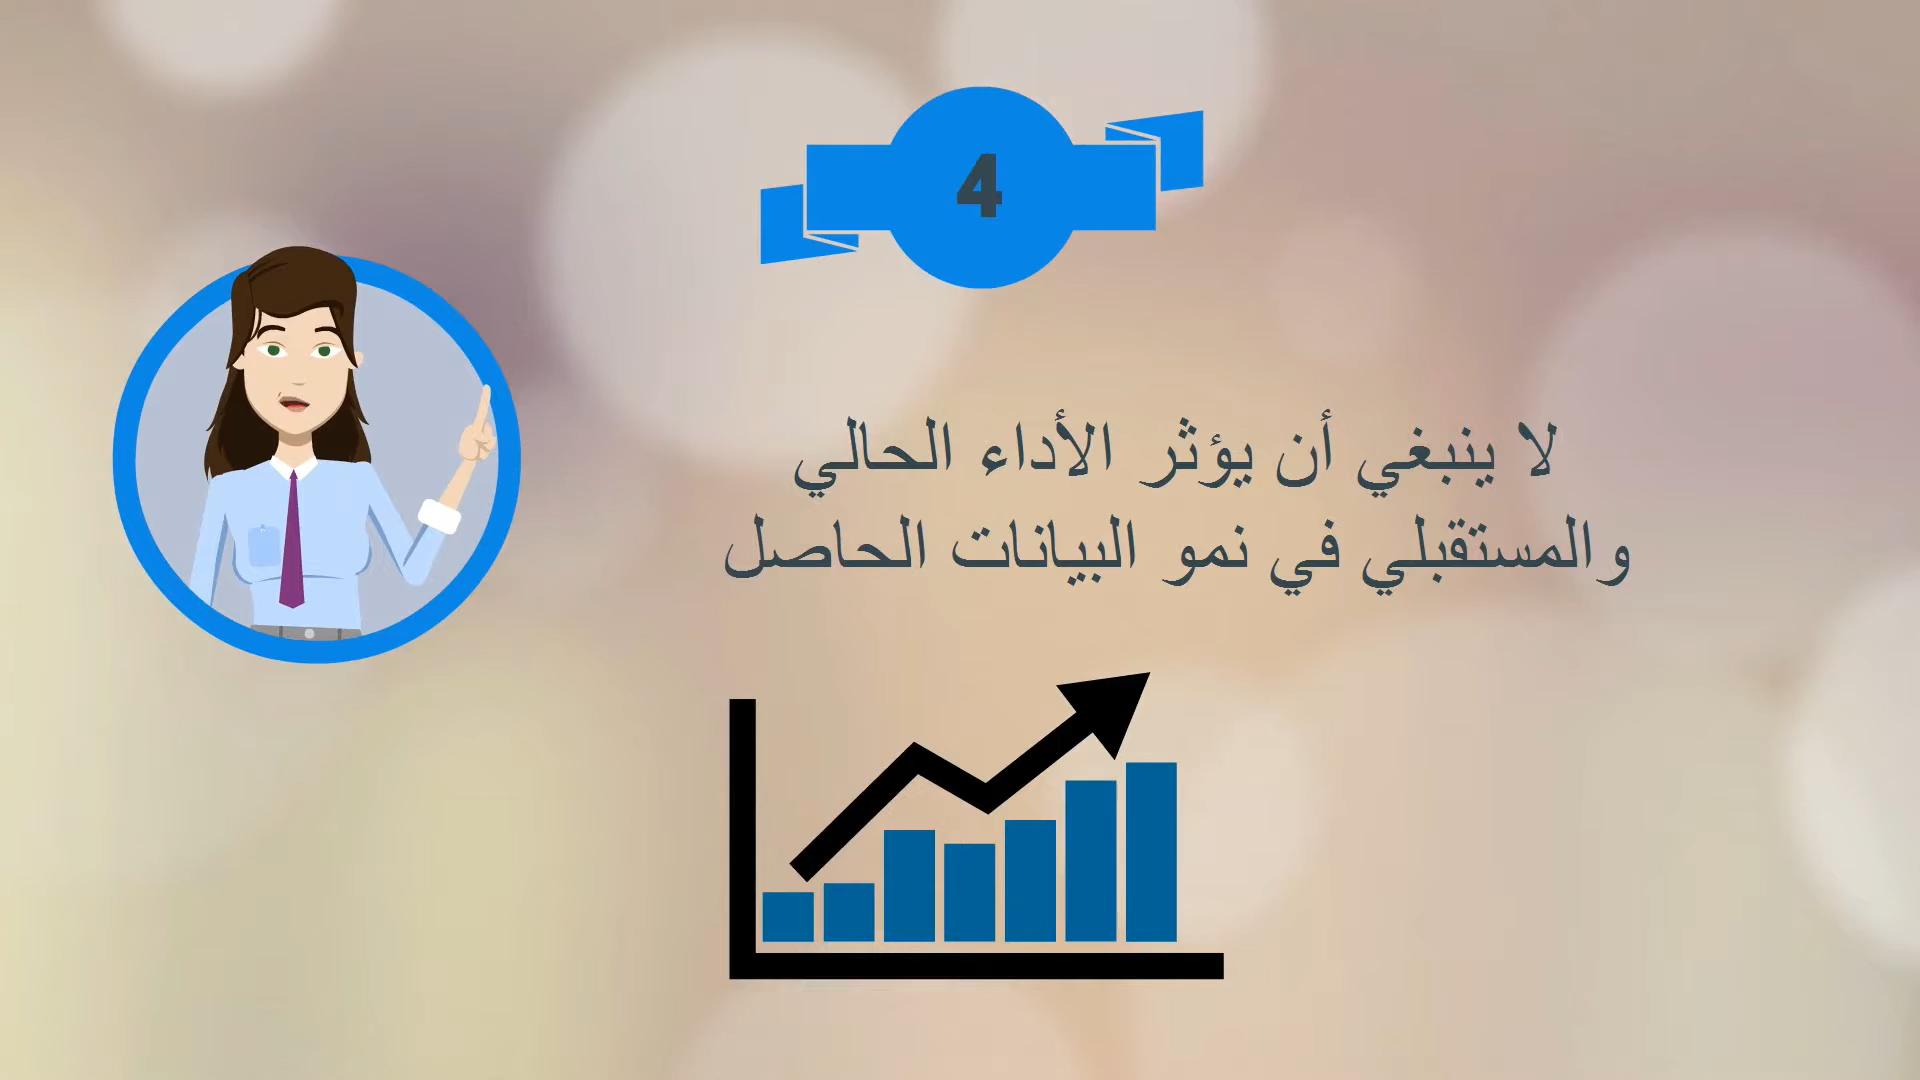 4
لا ينبغي أن يؤثر الأداء الحالي
والمستقبلي في نمو البيانات الحاصل